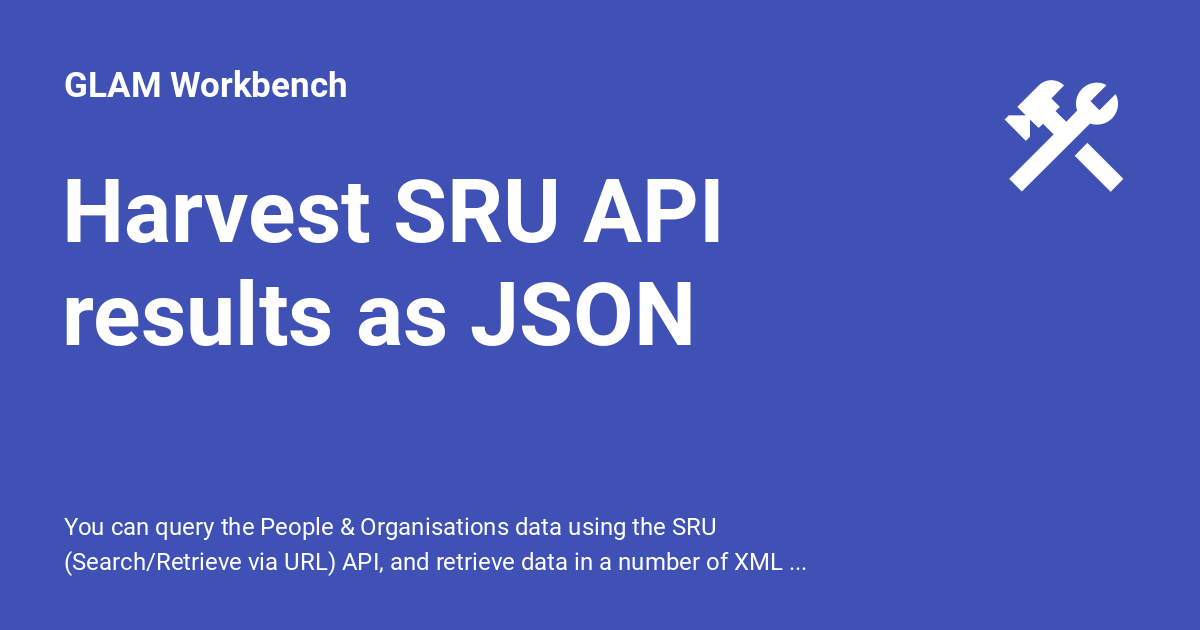 GLAM Workbench
Harvest SRU API
results as JSON
You can query the People & Organisations data using the SRU
(Search/Retrieve via URL) API, and retrieve data in a number of XML ...